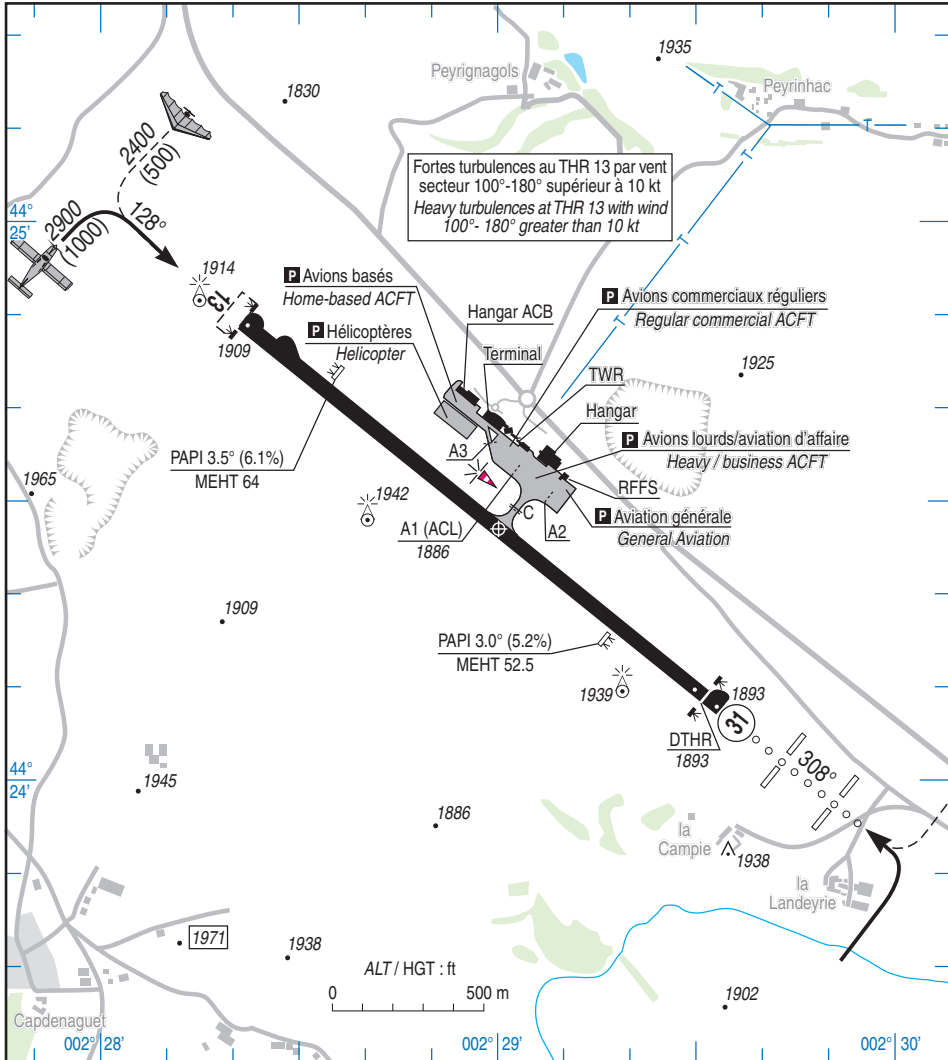 1935
Peyrignagols
Peyrinhac
1830
2400
(500)
Fortes turbulences au THR 13 par vent
secteur 100°-180° supérieur à 10 kt
Heavy turbulences at THR 13 with wind
100°- 180° greater than 10 kt
44°
25'
2900
(1000)
128°
1914
13
1909
P Avions basés
Home-based ACFT
Hangar ACB
P Avions commerciaux réguliers
Regular commercial ACFT
P Hélicoptères
Helicopter
Terminal
TWR
1925
Hangar
A3
P Avions lourds/aviation d'affaire
Heavy / business ACFT
PAPI 3.5° (6.1%)
MEHT 64
1965
RFFS
1942
C
P Aviation générale
General Aviation
A1 (ACL)
1886
A2
1909
PAPI 3.0° (5.2%)
MEHT 52.5
1939
1893
31
DTHR
1893
308°
44°
24'
1945
1886
la
Campie
1938
la
Landeyrie
1971
1938
ALT / HGT : ft
0
500 m
1902
Capdenaguet
002° 28'
002° 29'
002° 30'